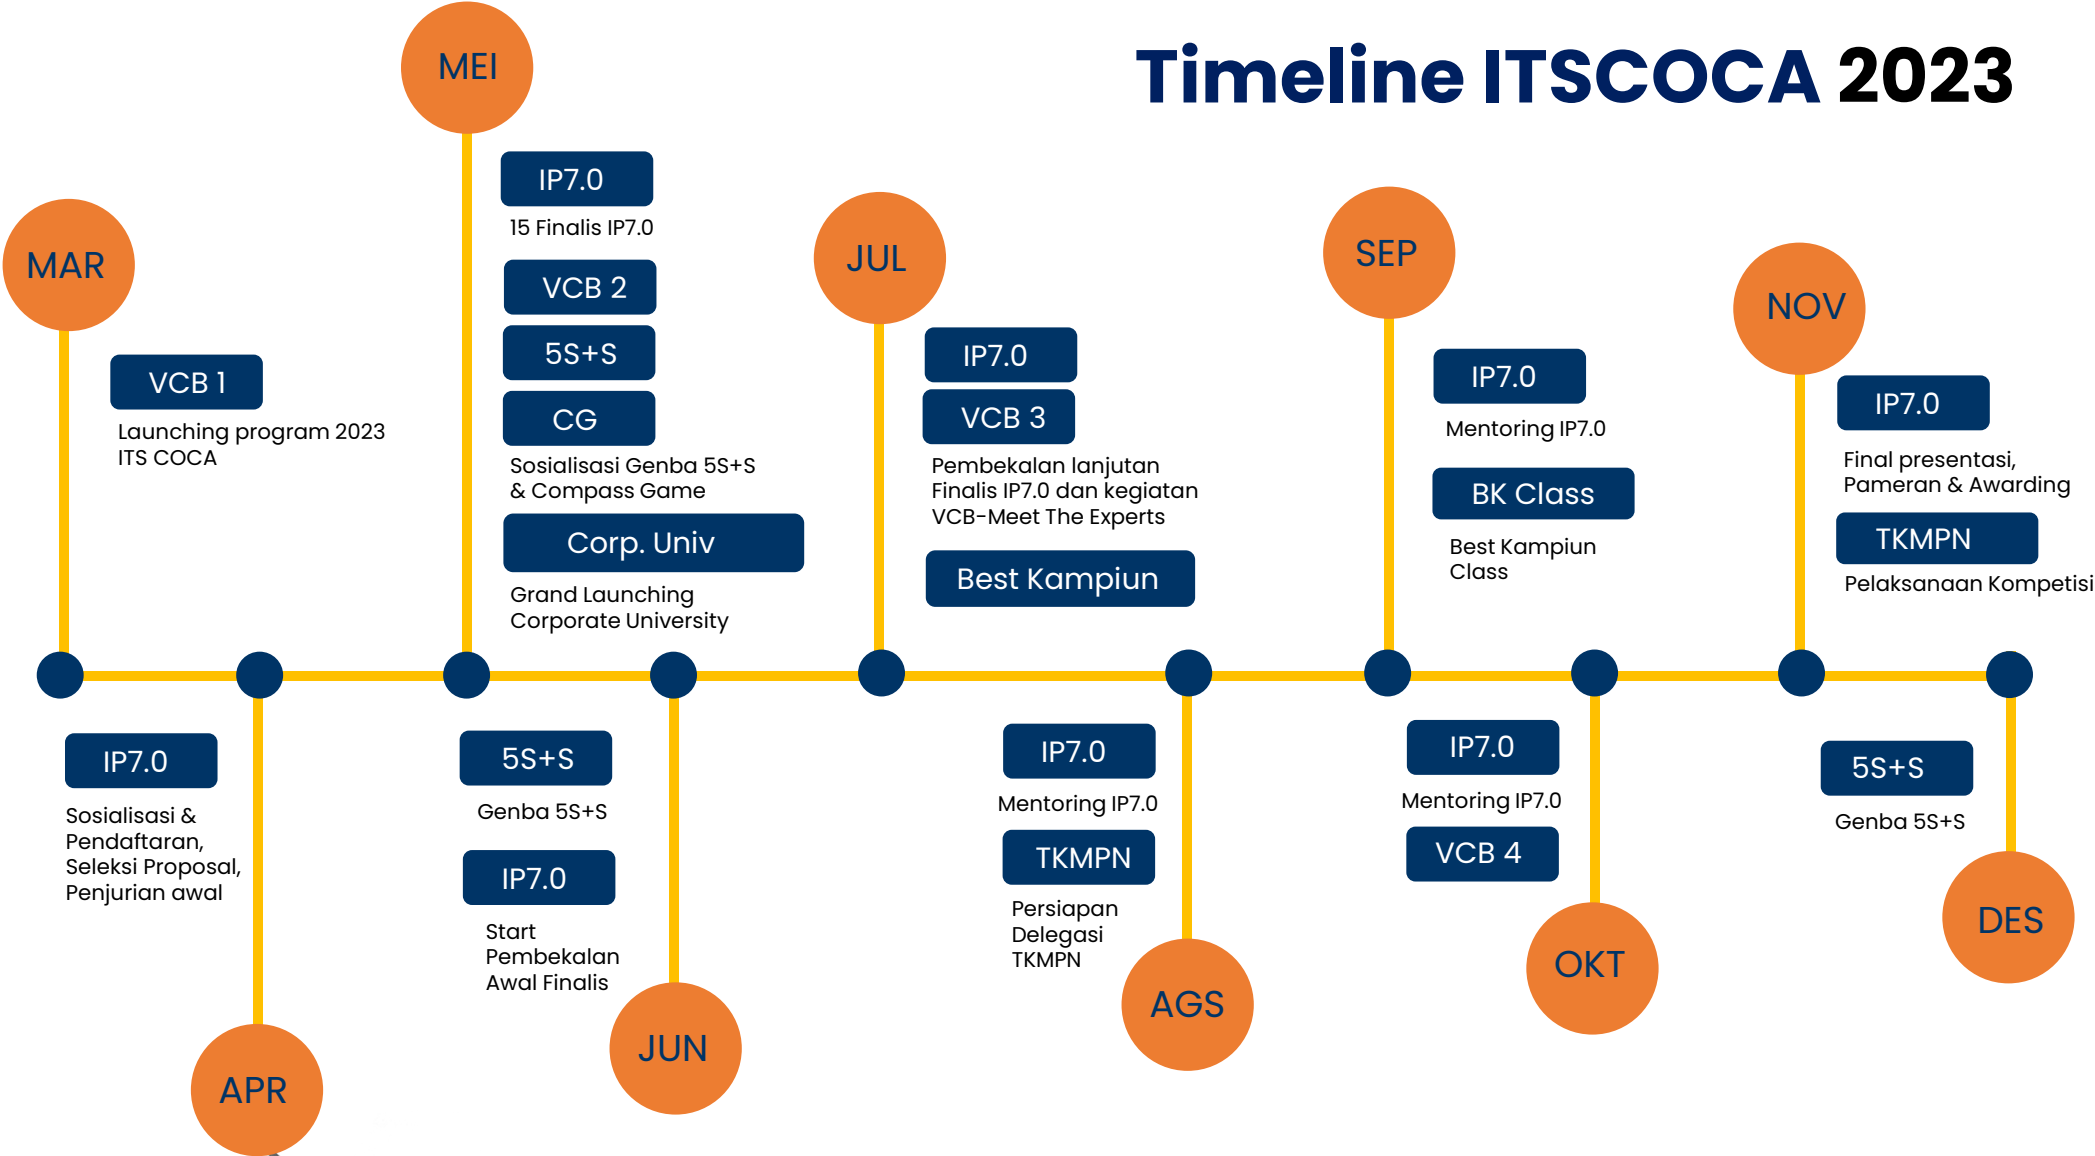 Timeline ITSCOCA 2023
MAR
VCB 1
Launching program 2023
ITS COCA
APR
IP7.0
Sosialisasi &
Pendaftaran,
Seleksi Proposal,
Penjurian awal
MEI
IP7.0
15 Finalis IP7.0
VCB 2
5S+S
CG
Sosialisasi Genba 5S+S
& Compass Game
Corp. Univ
Grand Launching
Corporate University
JUN
5S+S
Genba 5S+S
IP7.0
Start
Pembekalan
Awal Finalis
JUL
IP7.0
VCB 3
Pembekalan lanjutan
Finalis IP7.0 dan kegiatan
VCB-Meet The Experts
Best Kampiun
AGS
IP7.0
Mentoring IP7.0
TKMPN
Persiapan
Delegasi
TKMPN
SEP
IP7.0
Mentoring IP7.0
BK Class
Best Kampiun
Class
OKT
IP7.0
Mentoring IP7.0
VCB 4
NOV
IP7.0
Final presentasi,
Pameran & Awarding
TKMPN
Pelaksanaan Kompetisi
DES
5S+S
Genba 5S+S